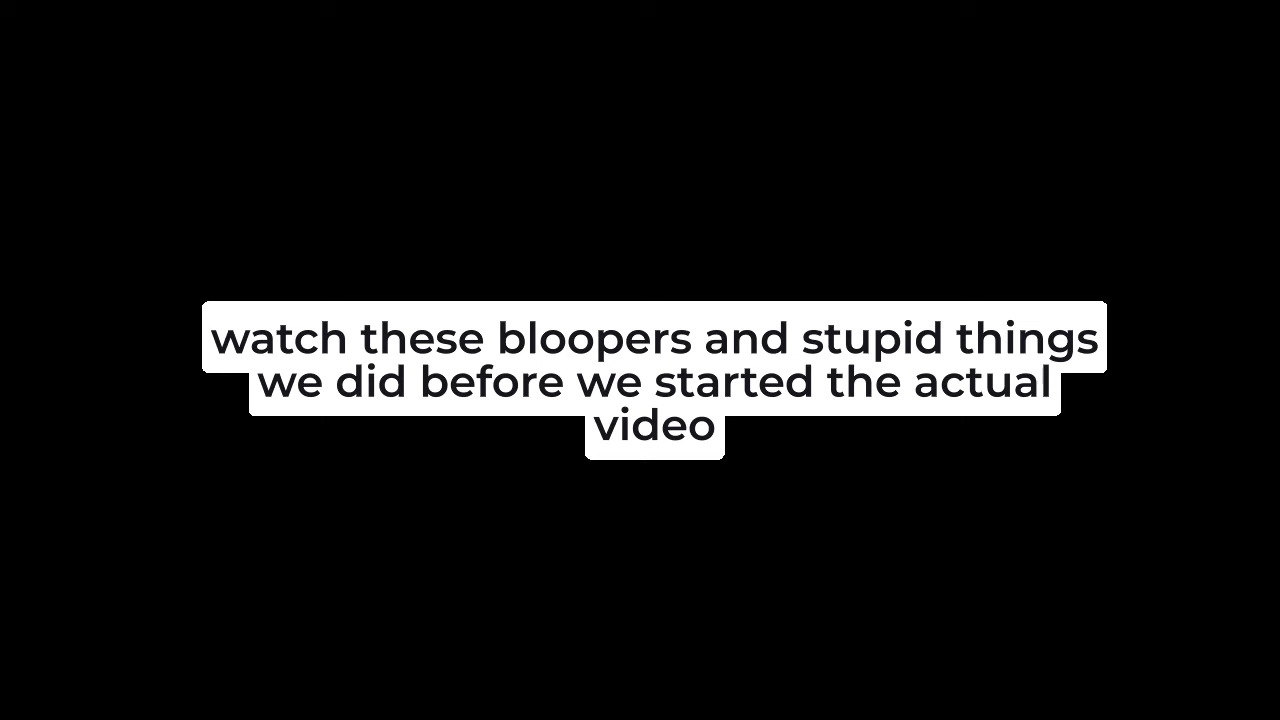 watch these bloopers and stupid things
we did before we started the actual
video